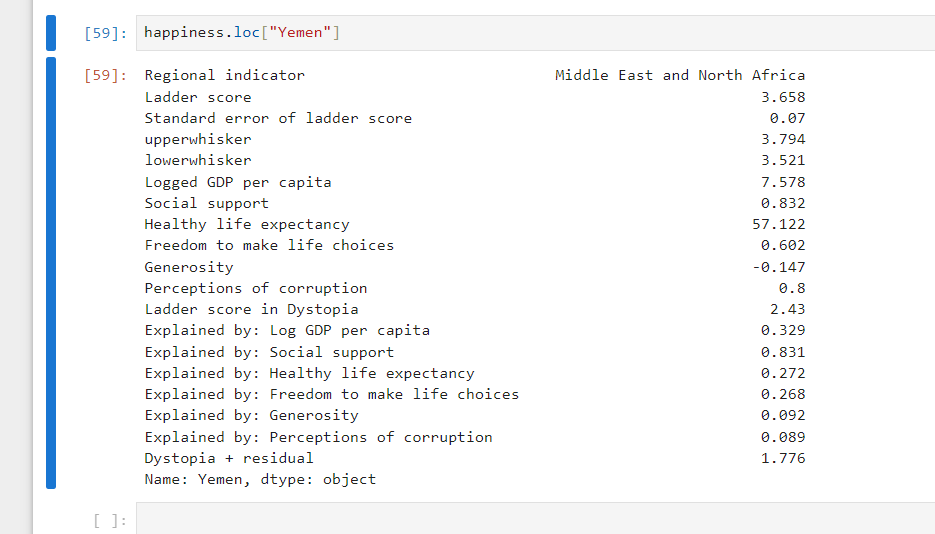 [59]: happiness.loc["Yemen"]
[59]: Regional indicator Middle East and North Africa
Ladder score 3.658
Standard error of ladder score 0.07
upperwhisker 3.794
lowerwhisker 3.521
Logged GDP per capita 7.578
Social support 0.832
Healthy life expectancy 57.122
Freedom to make life choices 0.602
Generosity -0.147
Perceptions of corruption 0.8
Ladder score in Dystopia 2.43
Explained by: Log GDP per capita 0.329
Explained by: Social support 0.831
Explained by: Healthy life expectancy 0.272
Explained by: Freedom to make life choices 0.268
Explained by: Generosity 0.092
Explained by: Perceptions of corruption 0.089
Dystopia + residual 1.776
Name: Yemen, dtype: object
[ ]: